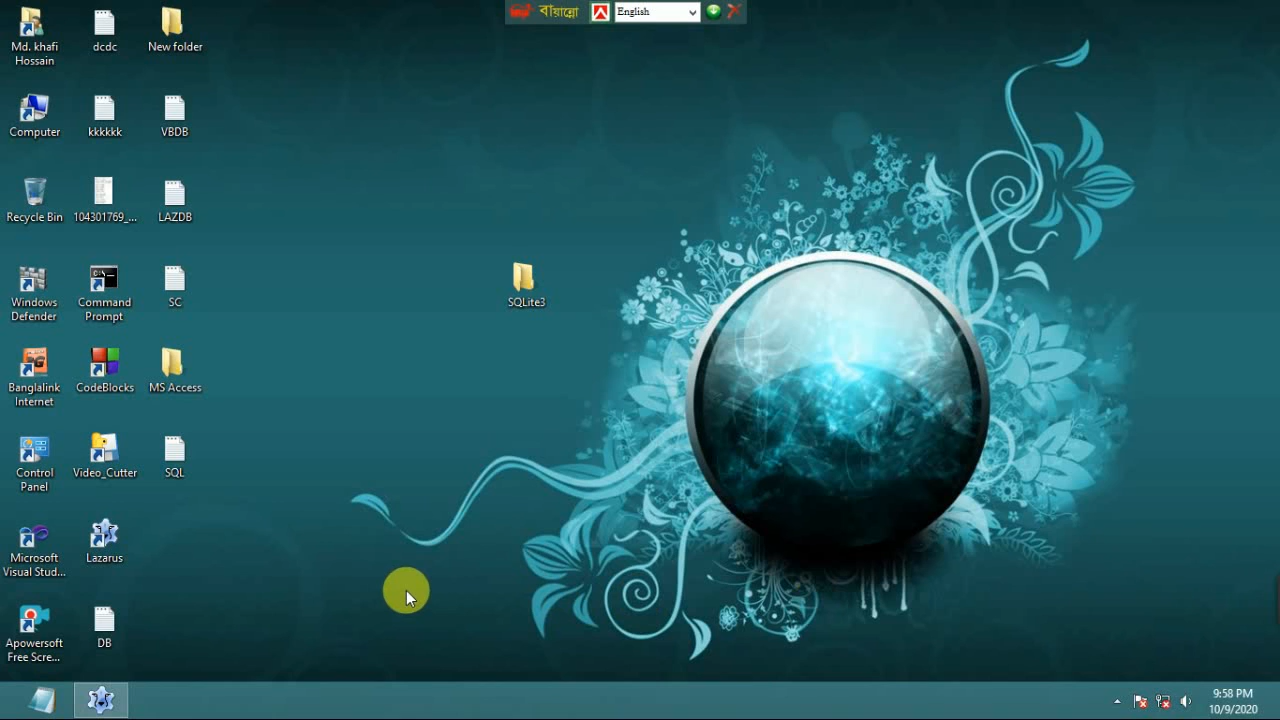 বায়ান্নো
English
Md. khafi
Hossain
dcdc
New folder
Computer
kkkkkk
VBDB
Recycle Bin
104301769_...
LAZDB
Windows
Defender
Command
Prompt
SC
SQLite3
Banglalink
Internet
CodeBlocks
MS Access
Control
Panel
Video_Cutter
SQL
Microsoft
Visual Stud...
Lazarus
Apowersoft
Free Scre...
DB
9:58 PM
10/9/2020